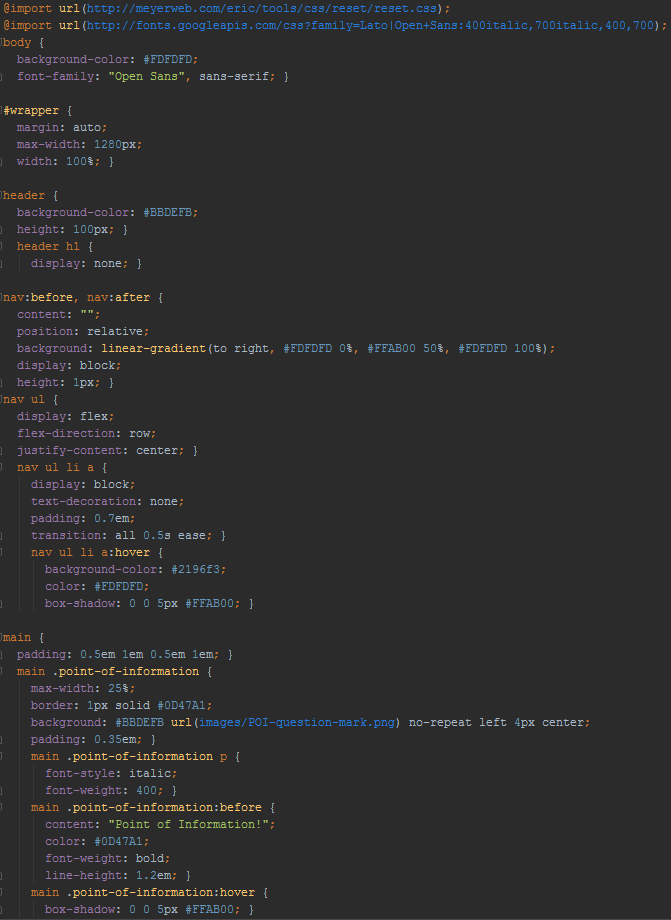 @import url(http://meyerweb.com/eric/tools/css/reset/reset.css);
@import url(http://fonts.googleapis.com/css?family=Lato|Open+Sans:400italic,700italic,400,700);
body {
  background-color: #FDFDFD;
  font-family: "Open Sans", sans-serif; }

#wrapper {
  margin: auto;
  max-width: 1280px;
  width: 100%; }

header {
  background-color: #BBDEFB;
  height: 100px; }
  header h1 {
    display: none; }

nav:before, nav:after {
  content: "";
  position: relative;
  background: linear-gradient(to right, #FDFDFD 0%, #FFAB00 50%, #FDFDFD 100%);
  display: block;
  height: 1px; }
nav ul {
  display: flex;
  flex-direction: row;
  justify-content: center; }
  nav ul li a {
    display: block;
    text-decoration: none;
    padding: 0.7em;
    transition: all 0.5s ease; }
    nav ul li a:hover {
      background-color: #2196f3;
      color: #FDFDFD;
      box-shadow: 0 0 5px #FFAB00; }

main {
  padding: 0.5em 1em 0.5em 1em; }
  main .point-of-information {
    max-width: 25%;
    border: 1px solid #0D47A1;
    background: #BBDEFB url(images/POI-question-mark.png) no-repeat left 4px center;
    padding: 0.35em; }
    main .point-of-information p {
      font-style: italic;
      font-weight: 400; }
    main .point-of-information:before {
      content: "Point of Information!";
      color: #0D47A1;
      font-weight: bold;
      line-height: 1.2em; }
    main .point-of-information:hover {
      box-shadow: 0 0 5px #FFAB00; }